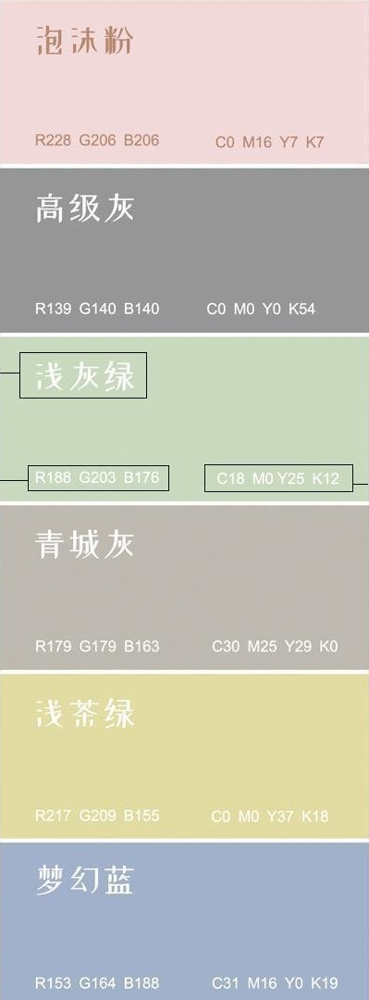 泡沫粉
R228 G206 B206 C0 M16 Y7 K7
高级灰
R139 G140 B140 C0 M0 Y0 K54
浅灰绿
R188 G203 B176 C18 M0 Y25 K12
青城灰
R179 G179 B163 C30 M25 Y29 K0
浅茶绿
R217 G209 B155 C0 M0 Y37 K18
梦幻蓝
R153 G164 B188 C31 M16 Y0 K19